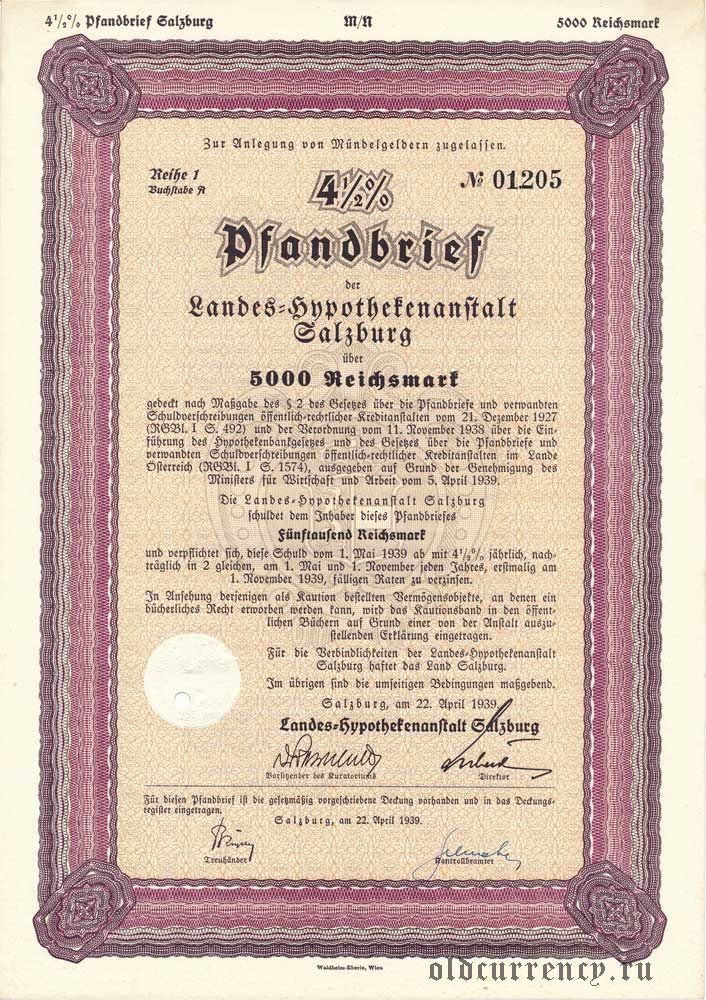 4½% Pfandbrief Salzburg M/N 5000 Reichsmark
Zur Anlegung von Mündelgeldern zugelassen.
Reihe 1
Buchstabe A
№ 01205
4½%
Pfandbrief
der
Landes-Hypothekenanstalt
Salzburg
über
5000 Reichsmark
gedeckt nach Maßgabe des § 2 des Gesetzes über die Pfandbriefe und verwandten
Schuldverschreibungen öffentlich-rechtlicher Kreditanstalten vom 21. Dezember 1927
(RGBl. I S. 492) und der Verordnung vom 11. November 1938 über die Ein-
führung des Hypothekenbankgesetzes und des Gesetzes über die Pfandbriefe und
verwandten Schuldverschreibungen öffentlich-rechtlicher Kreditanstalten im Lande
Österreich (RGBl. I S. 1574), ausgegeben auf Grund der Genehmigung des
Ministers für Wirtschaft und Arbeit vom 5. April 1939.
Die Landes-Hypothekenanstalt Salzburg
schuldet dem Inhaber dieses Pfandbriefes
Fünftausend Reichsmark
und verpflichtet sich, diese Schuld vom 1. Mai 1939 ab mit 4½% jährlich, nach-
träglich in 2 gleichen, am 1. Mai und 1. November jeden Jahres, erstmalig am
1. November 1939, fälligen Raten zu verzinsen.
In Ansehung derjenigen als Kaution bestellten Vermögensobjekte, an denen ein
bücherliches Recht erworben werden kann, wird das Kautionsband in den öffent-
lichen Büchern auf Grund einer von der Anstalt auszu-
stellenden Erklärung eingetragen.
Für die Verbindlichkeiten der Landes-Hypothekenanstalt
Salzburg haftet das Land Salzburg.
Im übrigen sind die umseitigen Bedingungen maßgebend.
Salzburg, am 22. April 1939.
Landes-Hypothekenanstalt Salzburg
Vorsitzender des Kuratoriums
Direktor
Für diesen Pfandbrief ist die gesetzmäßig vorgeschriebene Deckung vorhanden und in das Deckungs-
register eingetragen.
Salzburg, am 22. April 1939.
Treuhänder
Kontrollbeamter
Waldheim-Eberle, Wien
oldcurrency.ru